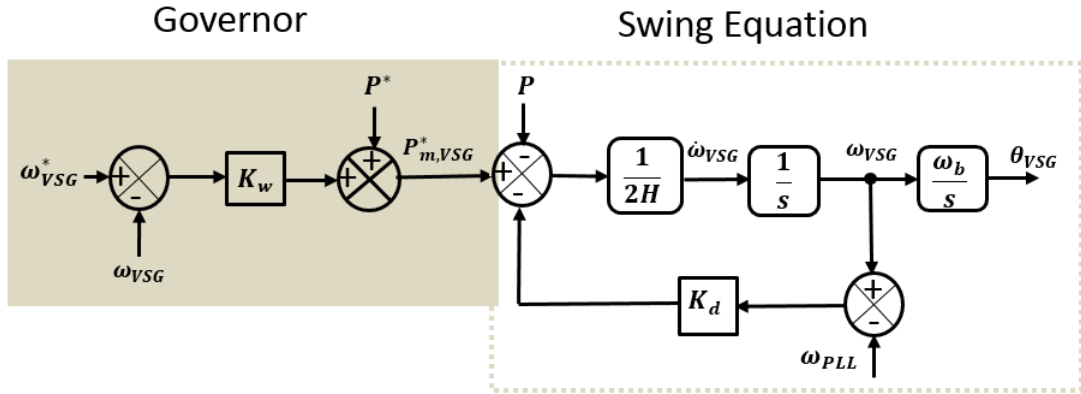 Governor
Swing Equation
P*
P
ω*VSG
+
-
Kw
+
+
P*m,VSG
+
-
-
1
2H
ω̇VSG
1
s
ωVSG
ωb
s
θVSG
ωVSG
Kd
+
-
ωPLL